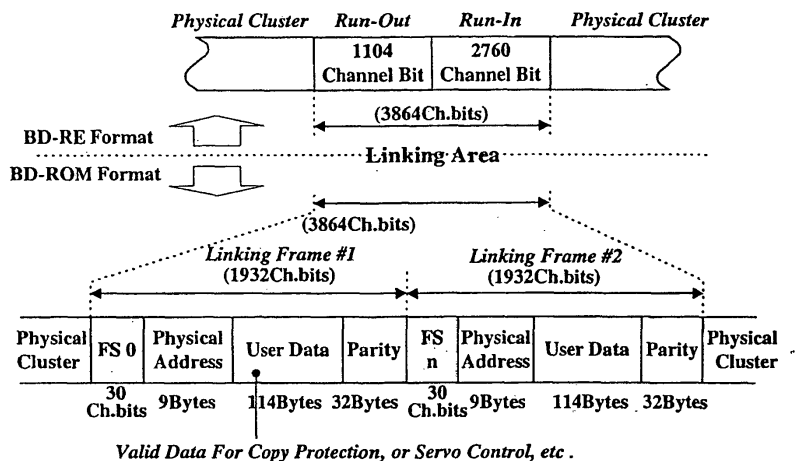 Physical Cluster Run-Out Run-In Physical Cluster
1104 Channel Bit 2760 Channel Bit
(3864Ch.bits)
BD-RE Format
Linking Area
BD-ROM Format
(3864Ch.bits)
Linking Frame #1 Linking Frame #2
(1932Ch.bits) (1932Ch.bits)
Physical Cluster FS 0 Physical Address User Data Parity FS n Physical Address User Data Parity Physical Cluster
30 Ch.bits 9Bytes 114Bytes 32Bytes 30 Ch.bits 9Bytes 114Bytes 32Bytes
Valid Data For Copy Protection, or Servo Control, etc .